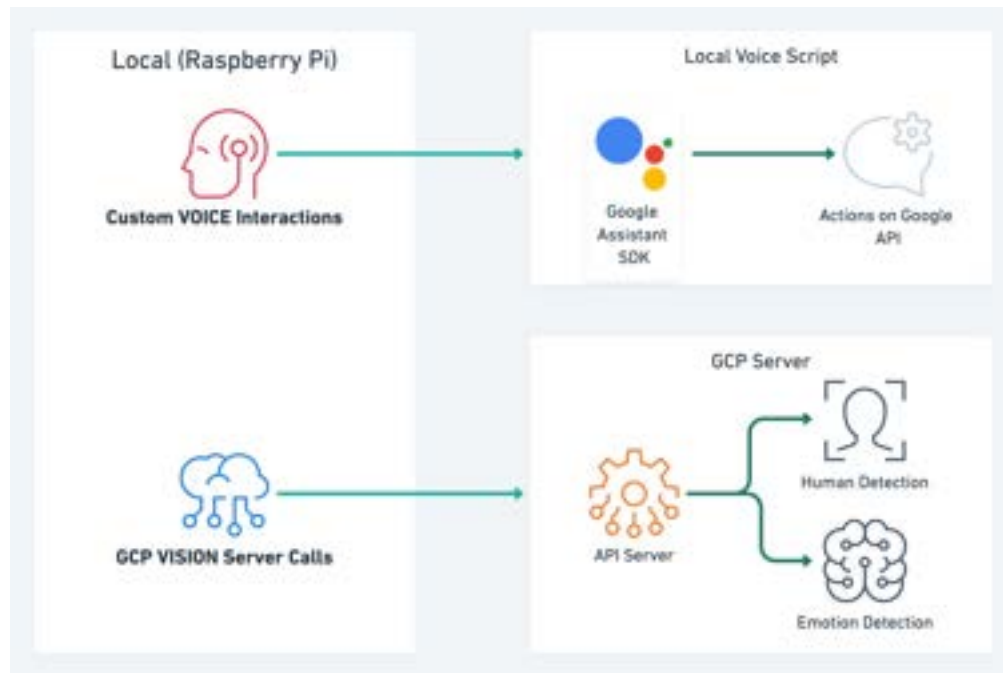 Local (Raspberry Pi)
Custom VOICE Interactions
GCP VISION Server Calls
Local Voice Script
Google
Assistant
SDK
Actions on Google
API
GCP Server
API Server
Human Detection
Emotion Detection